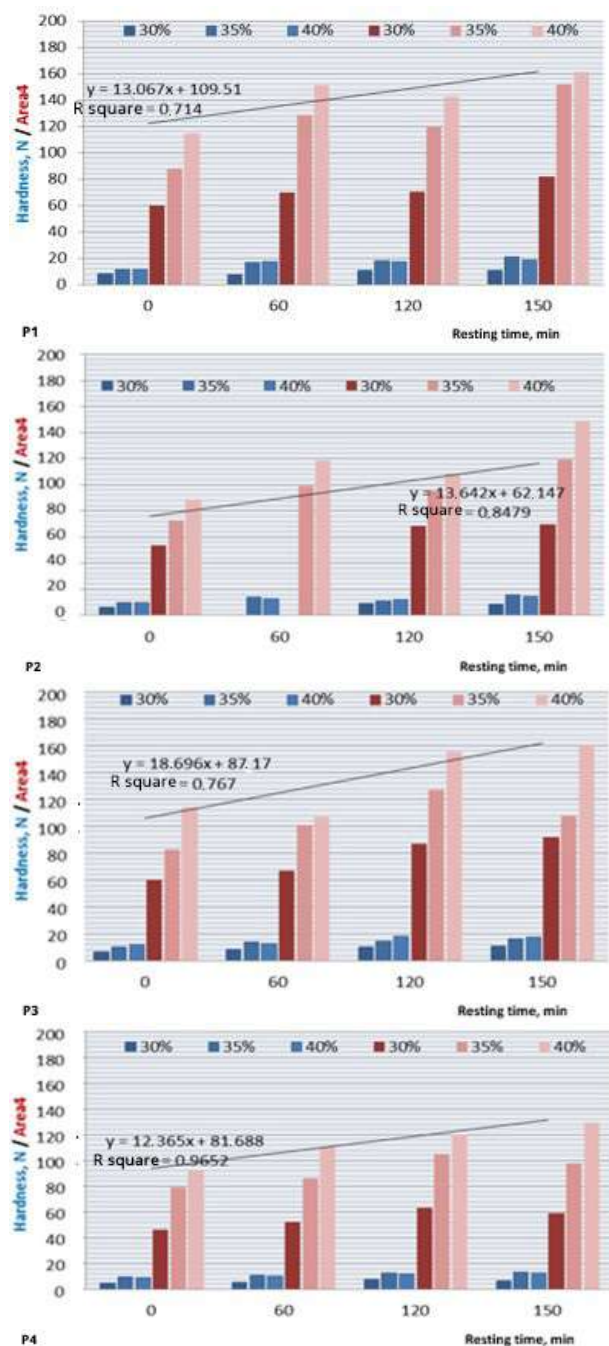 200
30% 35% 40% 30% 35% 40%
180
160
y = 13.067x + 109.51
140
R square = 0.714
120
100
80
60
40
20
0
Hardness, N / Area4
0 60 120 150
P1 Resting time, min
200
180
30% 35% 40% 30% 35% 40%
160
140
120
100
y = 13.642x + 62.147
80
R square = 0.8479
60
40
20
0
Hardness, N / Area4
0 60 120 150
P2 Resting time, min
200
30% 35% 40% 30% 35% 40%
180
160
y = 18.696x + 87.17
140
R square = 0.767
120
100
80
60
40
20
0
Hardness, N / Area4
0 60 120 150
P3 Resting time, min
200
30% 35% 40% 30% 35% 40%
180
160
140
120
y = 12.365x + 81.688
100
R square = 0.9652
80
60
40
20
0
Hardness, N / Area4
0 60 120 150
P4 Resting time, min